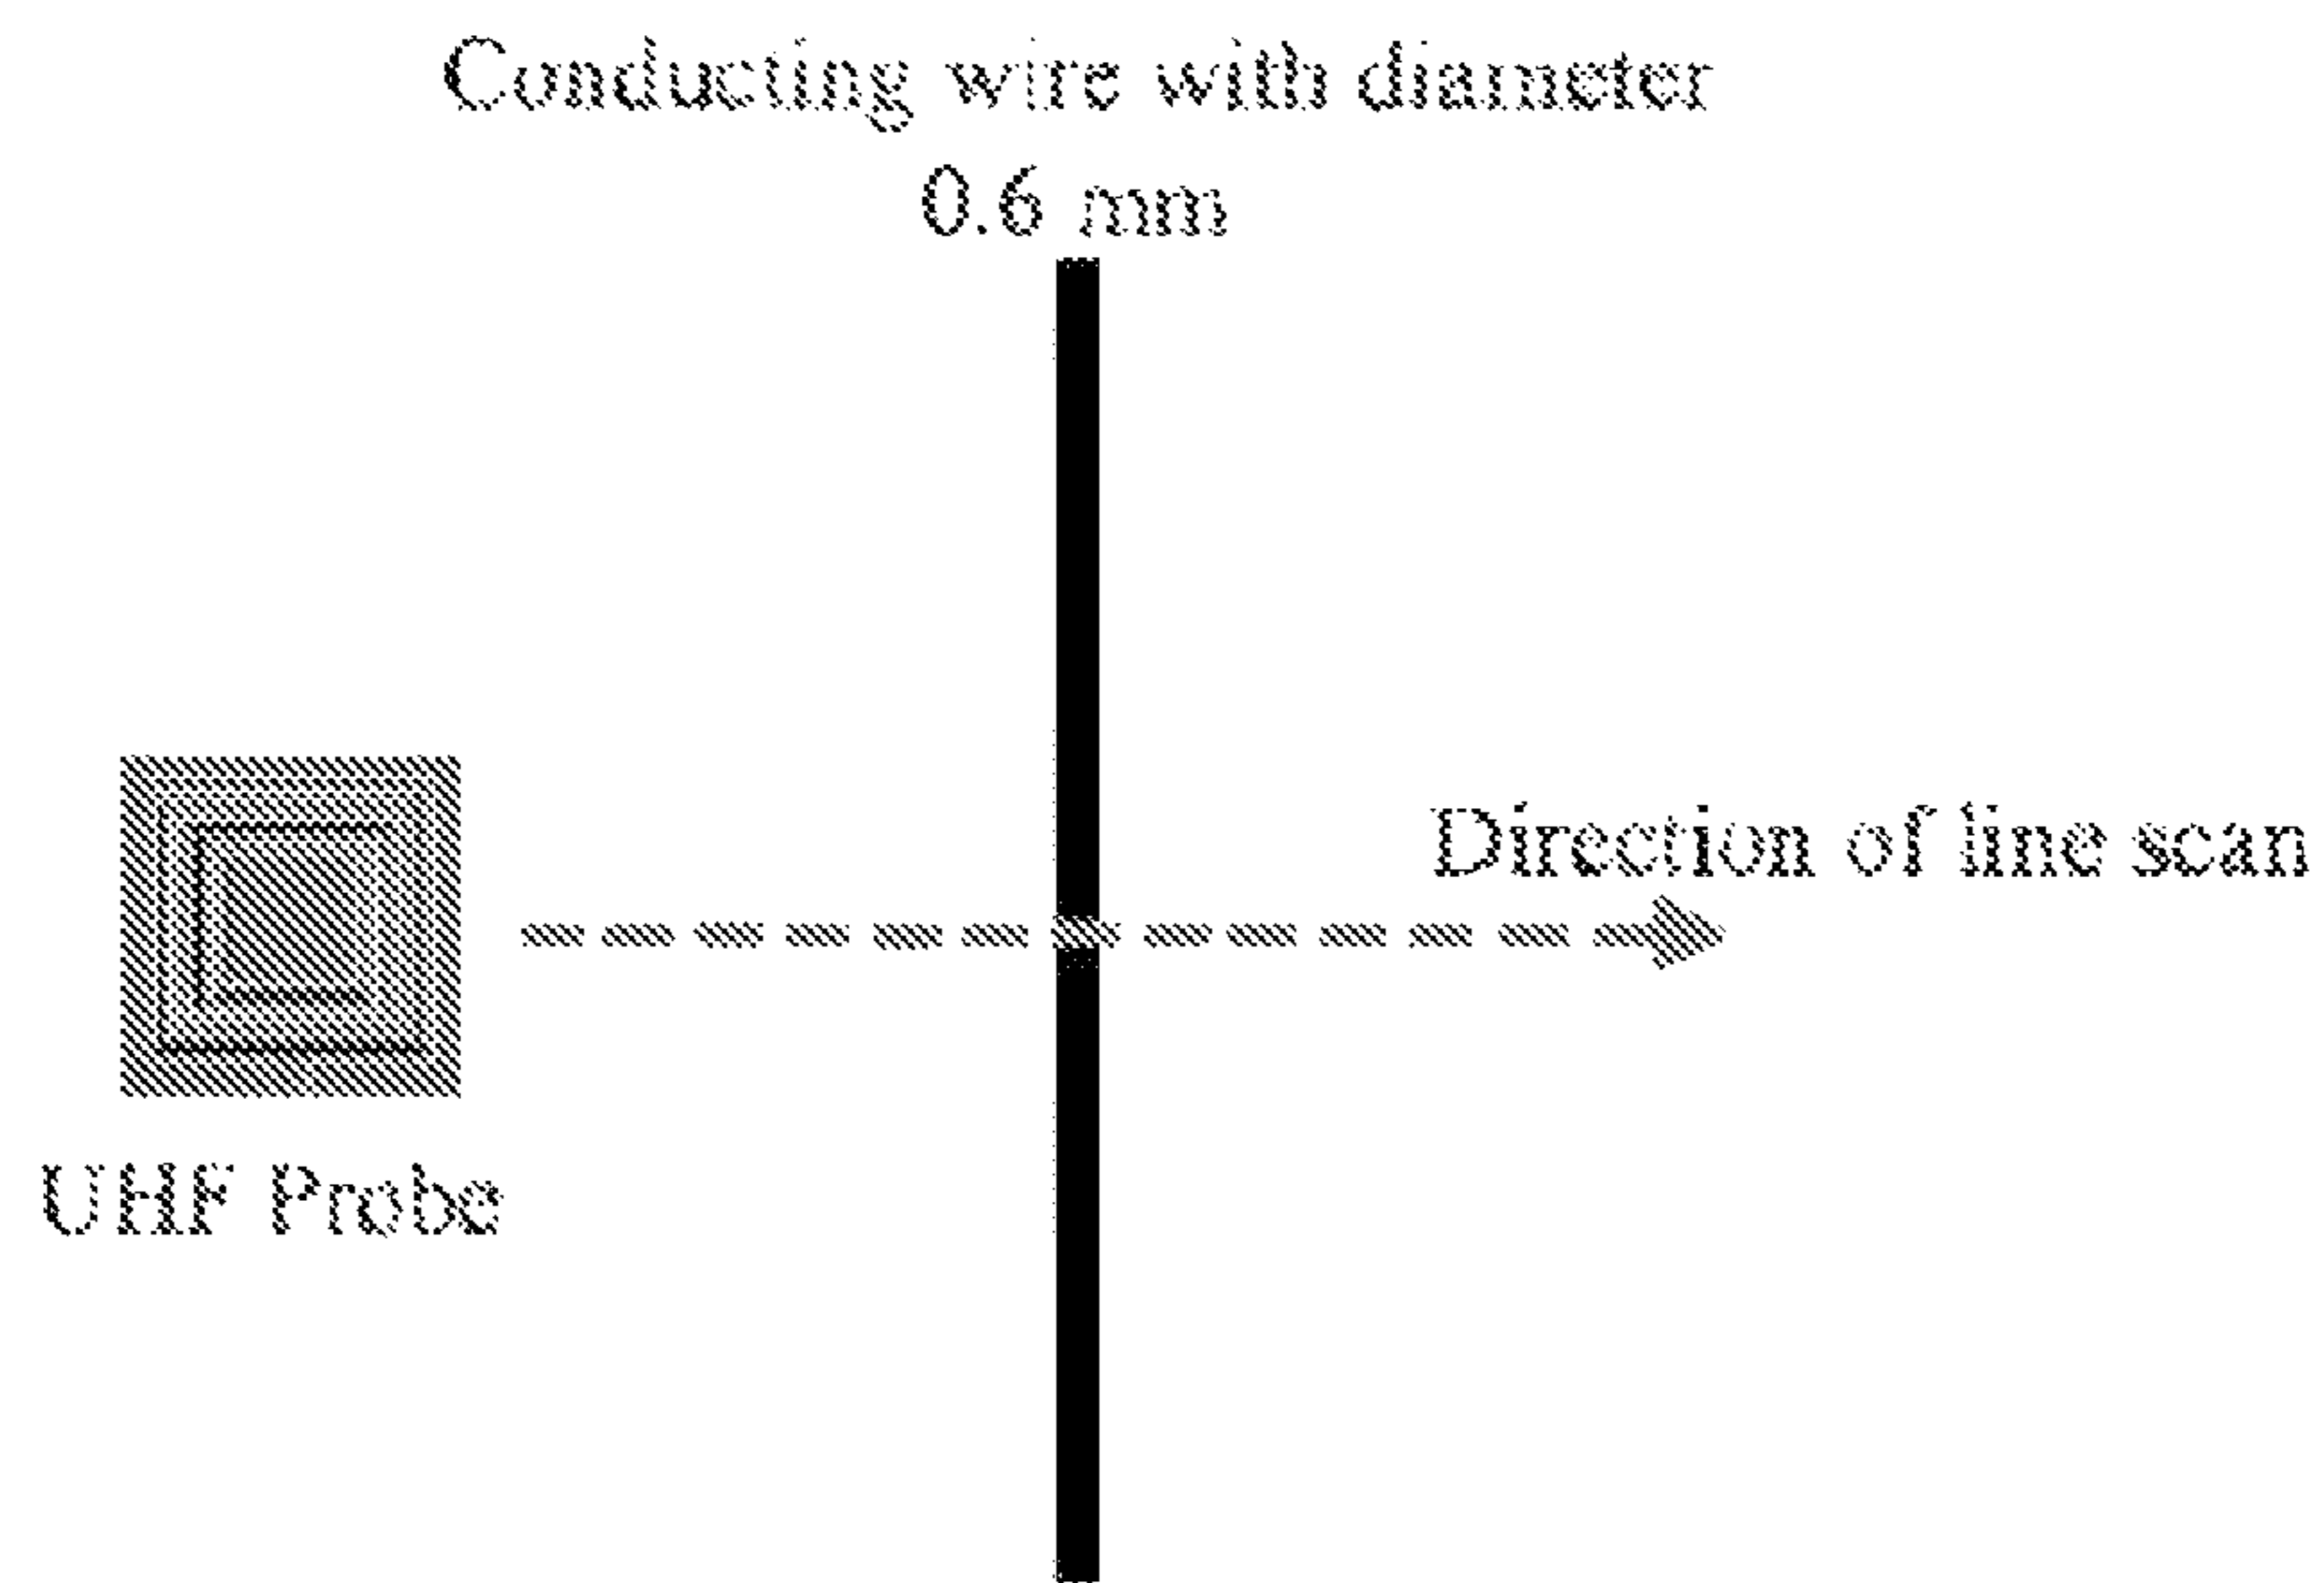 Conducting wire with diameter
0.6 mm
Direction of line scan
UHF Probe